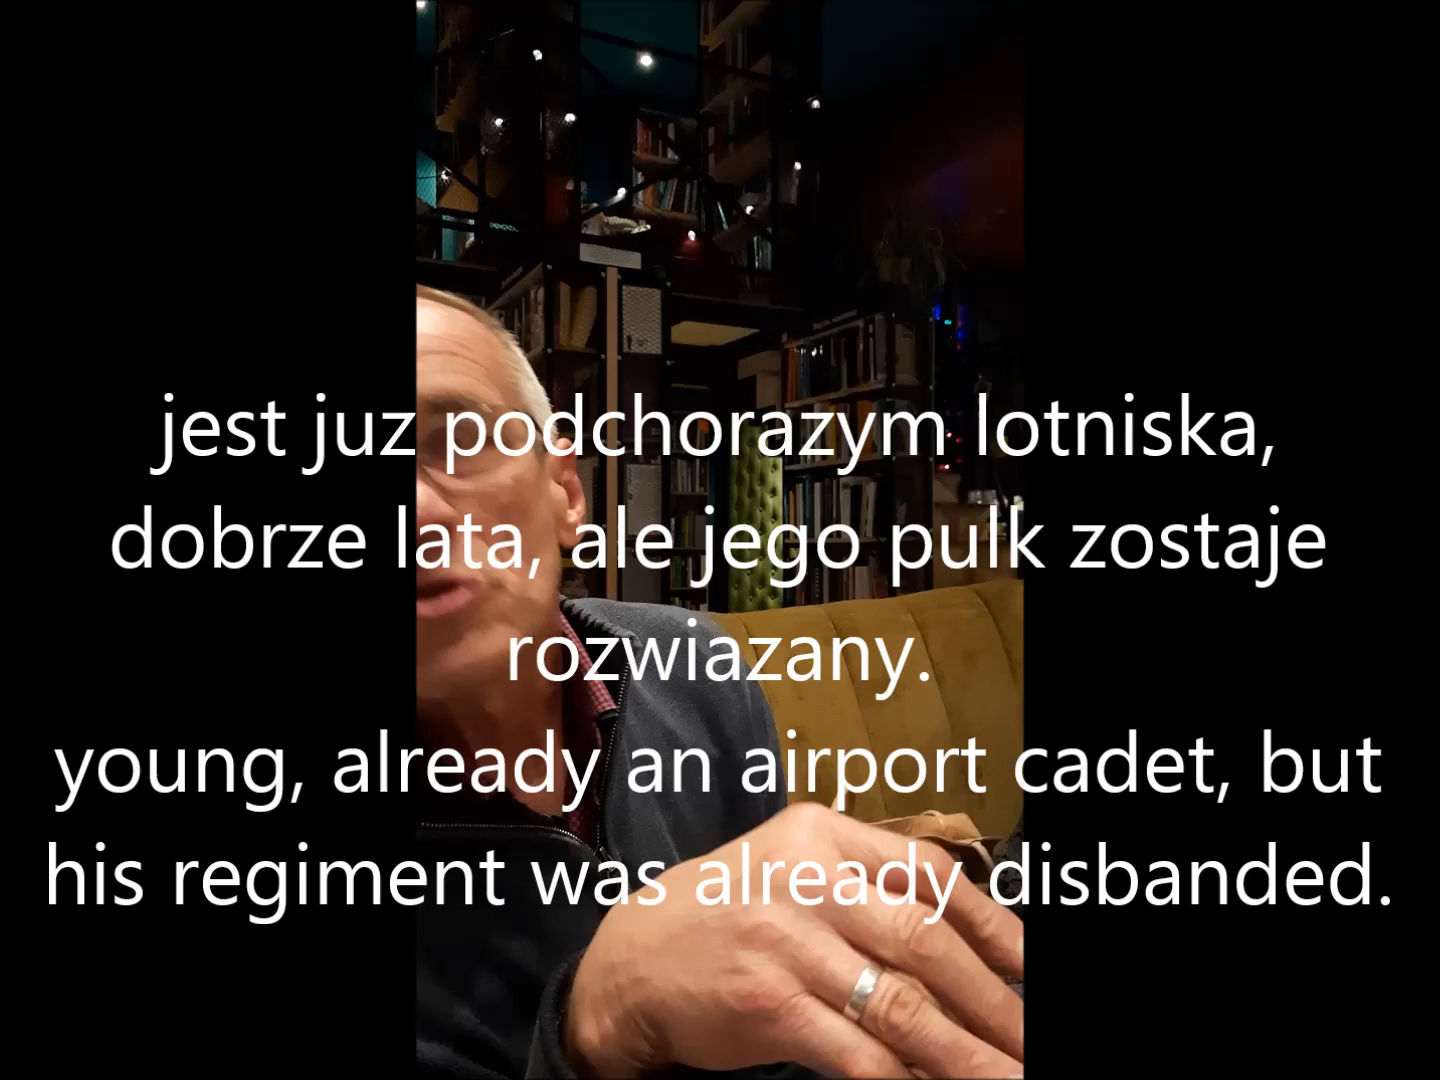 jest juz podchorazym lotniska,
dobrze lata, ale jego pulk zostaje
rozwiazany.
young, already an airport cadet, but
his regiment was already disbanded.